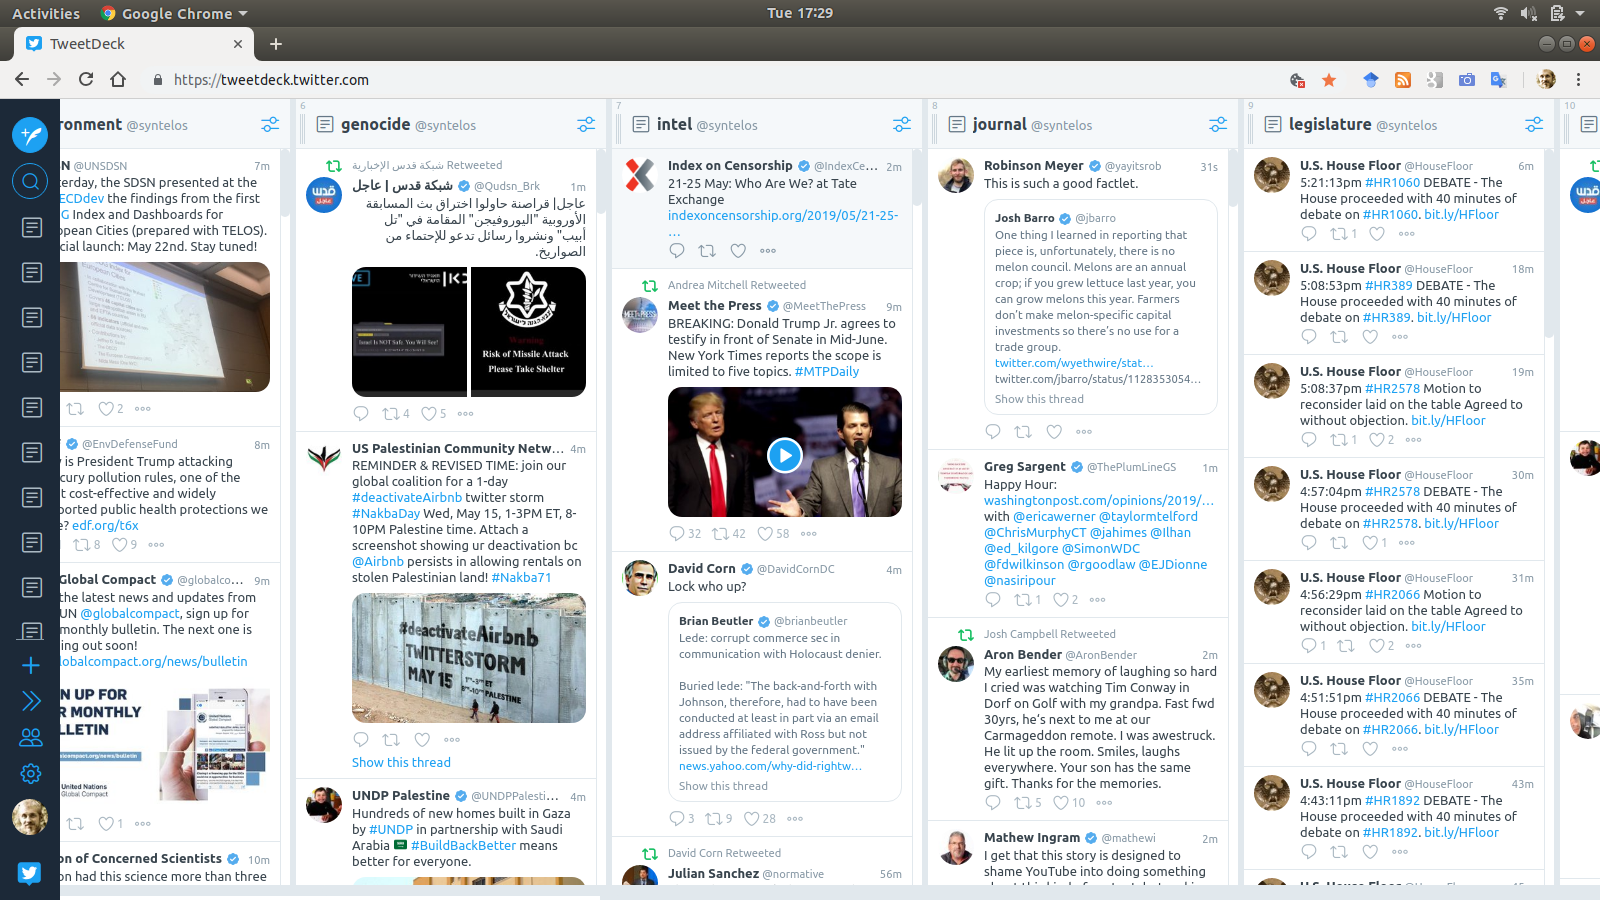 Activities
Google Chrome
Tue 17:29
TweetDeck
https://tweetdeck.twitter.com
ronment @syntelos
N @UNSDSN 7m
terday, the SDSN presented at the
ECDdev the findings from the first
G Index and Dashboards for
pean Cities (prepared with TELOS).
cial launch: May 22nd. Stay tuned!
2
@EnvDefenseFund 8m
y is President Trump attacking
cury pollution rules, one of the
t cost-effective and widely
ported public health protections we
e? edf.org/t6x
8 9
Global Compact @globalco... 9m
the latest news and updates from
UN @globalcompact, sign up for
monthly bulletin. The next one is
ing out soon!
lobalcompact.org/news/bulletin
N UP FOR
R MONTHLY
LLETIN
compact.org/news/bulletin
United Nations
Global Compact
1
on of Concerned Scientists 10m
on had this science more than three
6
genocide @syntelos
شبكة قدس الإخبارية Retweeted
شبكة قدس | عاجل @Qudsn_Brk 1m
عاجل| قراصنة حاولوا اختراق بث المسابقة
الأوروبية "اليوروفيجن" المقامة في "تل
أبيب" ونشروا رسائل تدعو للإحتماء من
الصواريخ.
Israel is NOT Safe. You Will See!
Warning
Risk of Missile Attack
Please Take Shelter
4 5
US Palestinian Community Netw... 4m
REMINDER & REVISED TIME: join our
global coalition for a 1-day
#deactivateAirbnb twitter storm
#NakbaDay Wed, May 15, 1-3PM ET, 8-
10PM Palestine time. Attach a
screenshot showing ur deactivation bc
@Airbnb persists in allowing rentals on
stolen Palestinian land! #Nakba71
#deactivateAirbnb
TWITTERSTORM
MAY 15
1PM-3PM ET
8PM-10PM PALESTINE
Show this thread
UNDP Palestine @UNDPPalesti... 4m
Hundreds of new homes built in Gaza
by #UNDP in partnership with Saudi
Arabia 🇸🇦 #BuildBackBetter means
better for everyone.
7
intel @syntelos
Index on Censorship @IndexCe... 2m
21-25 May: Who Are We? at Tate
Exchange
indexoncensorship.org/2019/05/21-25-
...
Andrea Mitchell Retweeted
Meet the Press @MeetThePress 9m
BREAKING: Donald Trump Jr. agrees to
testify in front of Senate in Mid-June.
New York Times reports the scope is
limited to five topics. #MTPDaily
32 42 58
David Corn @DavidCornDC 4m
Lock who up?
Brian Beutler @brianbeutler
Lede: corrupt commerce sec in
communication with Holocaust denier.
Buried lede: "The back-and-forth with
Johnson, therefore, had to have been
conducted at least in part via an email
address affiliated with Ross but not
issued by the federal government."
news.yahoo.com/why-did-rightw...
Show this thread
3 9 28
David Corn Retweeted
Julian Sanchez @normative 56m
8
journal @syntelos
Robinson Meyer @yayitsrob 31s
This is such a good factlet.
Josh Barro @jbarro
One thing I learned in reporting that
piece is, unfortunately, there is no
melon council. Melons are an annual
crop; if you grew lettuce last year, you
can grow melons this year. Farmers
don't make melon-specific capital
investments so there's no use for a
trade group.
twitter.com/wyethwire/stat...
twitter.com/jbarro/status/1128353054...
Show this thread
Greg Sargent @ThePlumLineGS 1m
Happy Hour:
washingtonpost.com/opinions/2019/...
with @ericawerner @taylormtelford
@ChrisMurphyCT @jahimes @Ilhan
@ed_kilgore @SimonWDC
@fdwilkinson @rgoodlaw @EJDionne
@nasiripour
1 2
Josh Campbell Retweeted
Aron Bender @AronBender 2m
My earliest memory of laughing so hard
I cried was watching Tim Conway in
Dorf on Golf with my grandpa. Fast fwd
30yrs, he's next to me at our
Carmageddon remote. I was awestruck.
He lit up the room. Smiles, laughs
everywhere. Your son has the same
gift. Thanks for the memories.
5 10
Mathew Ingram @mathewi 2m
I get that this story is designed to
shame YouTube into doing something
9
legislature @syntelos
U.S. House Floor @HouseFloor 6m
5:21:13pm #HR1060 DEBATE - The
House proceeded with 40 minutes of
debate on #HR1060. bit.ly/HFloor
1
U.S. House Floor @HouseFloor 18m
5:08:53pm #HR389 DEBATE - The
House proceeded with 40 minutes of
debate on #HR389. bit.ly/HFloor
U.S. House Floor @HouseFloor 19m
5:08:37pm #HR2578 Motion to
reconsider laid on the table Agreed to
without objection. bit.ly/HFloor
1 2
U.S. House Floor @HouseFloor 30m
4:57:04pm #HR2578 DEBATE - The
House proceeded with 40 minutes of
debate on #HR2578. bit.ly/HFloor
1
U.S. House Floor @HouseFloor 31m
4:56:29pm #HR2066 Motion to
reconsider laid on the table Agreed to
without objection. bit.ly/HFloor
1 2
U.S. House Floor @HouseFloor 35m
4:51:51pm #HR2066 DEBATE - The
House proceeded with 40 minutes of
debate on #HR2066. bit.ly/HFloor
U.S. House Floor @HouseFloor 43m
4:43:11pm #HR1892 DEBATE - The
House proceeded with 40 minutes of
debate on #HR1892. bit.ly/HFloor
10